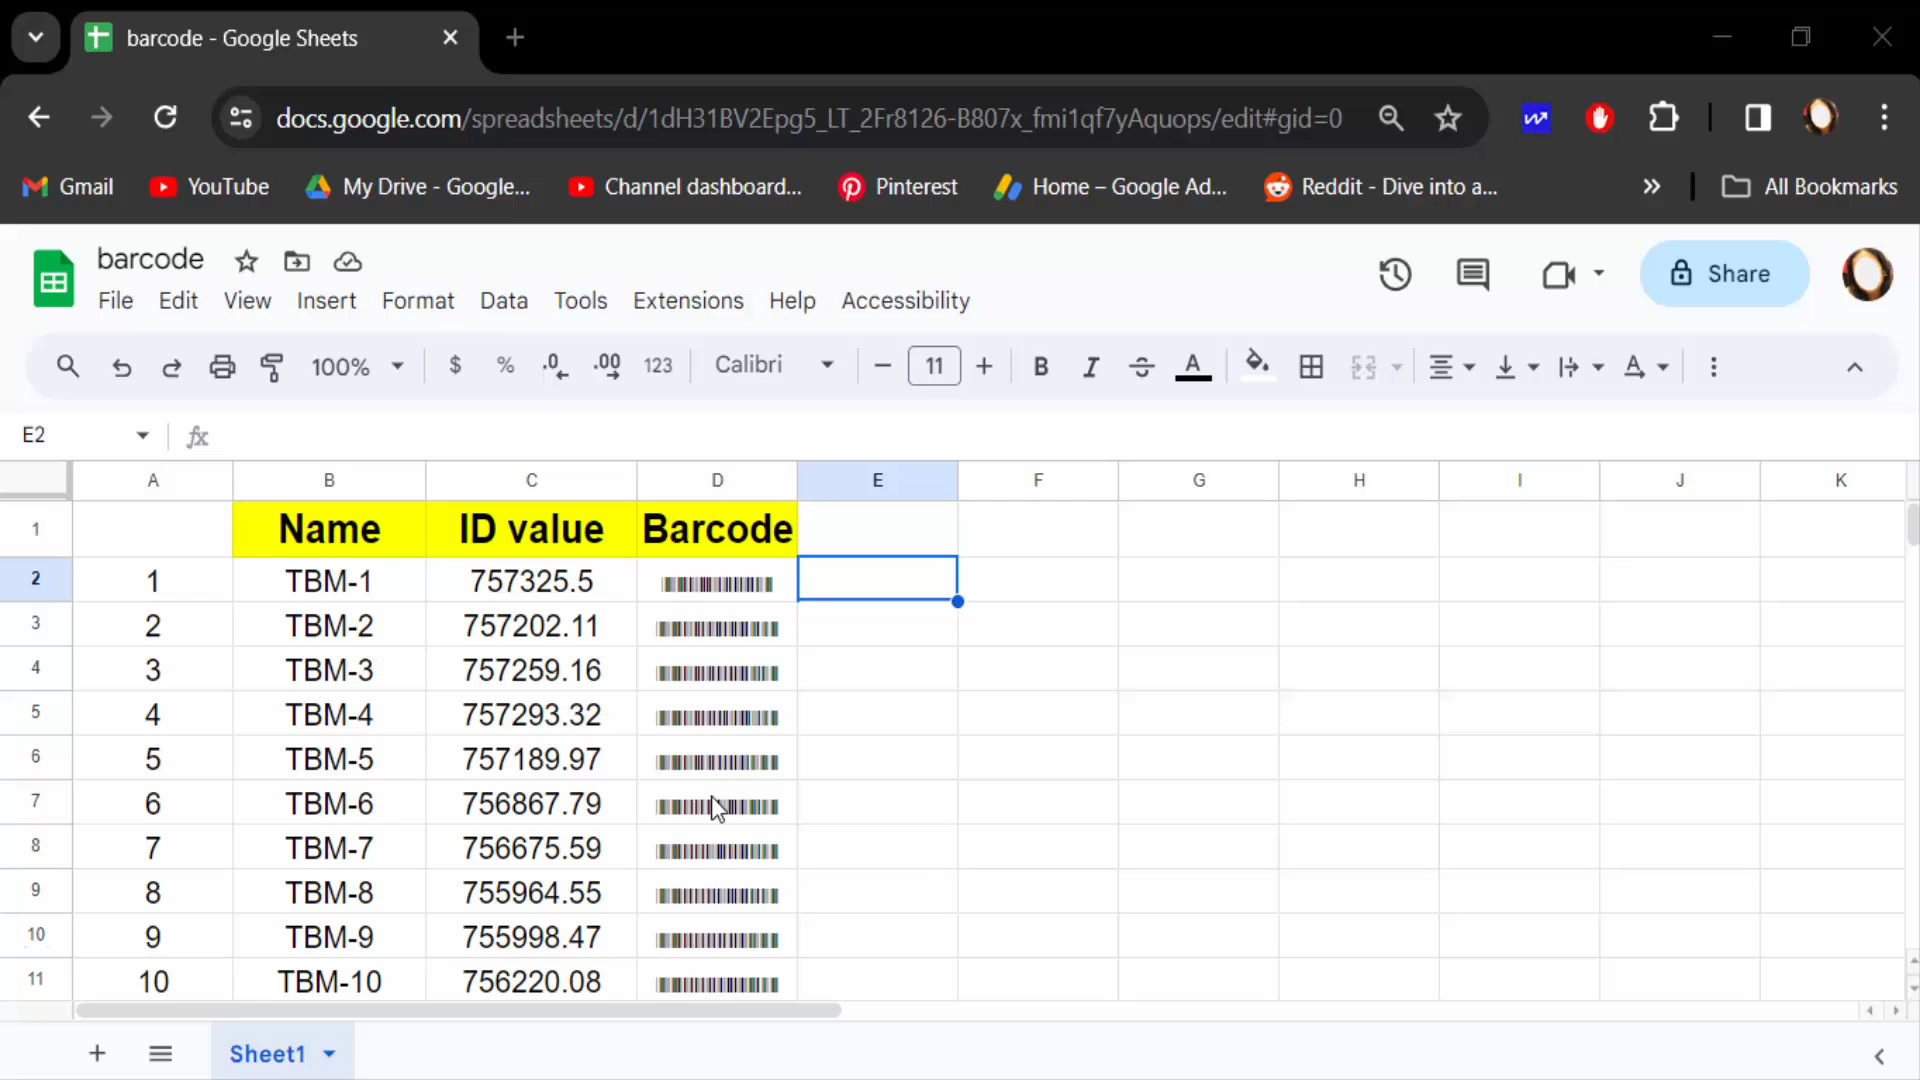 barcode - Google Sheets
docs.google.com/spreadsheets/d/1dH31BV2Epg5_LT_2Fr8126-B807x_fmi1qf7yAquops/edit#gid=0
Gmail YouTube My Drive - Google... Channel dashboard... Pinterest Home – Google Ad... Reddit - Dive into a... » All Bookmarks
barcode
Share
File Edit View Insert Format Data Tools Extensions Help Accessibility
100% $ % .0 .00 123 Calibri 11 B I S A A
E2 fx
A B C D E F G H I J K
1 Name ID value Barcode
2 1 TBM-1 757325.5
3 2 TBM-2 757202.11
4 3 TBM-3 757259.16
5 4 TBM-4 757293.32
6 5 TBM-5 757189.97
7 6 TBM-6 756867.79
8 7 TBM-7 756675.59
9 8 TBM-8 755964.55
10 9 TBM-9 755998.47
11 10 TBM-10 756220.08
Sheet1